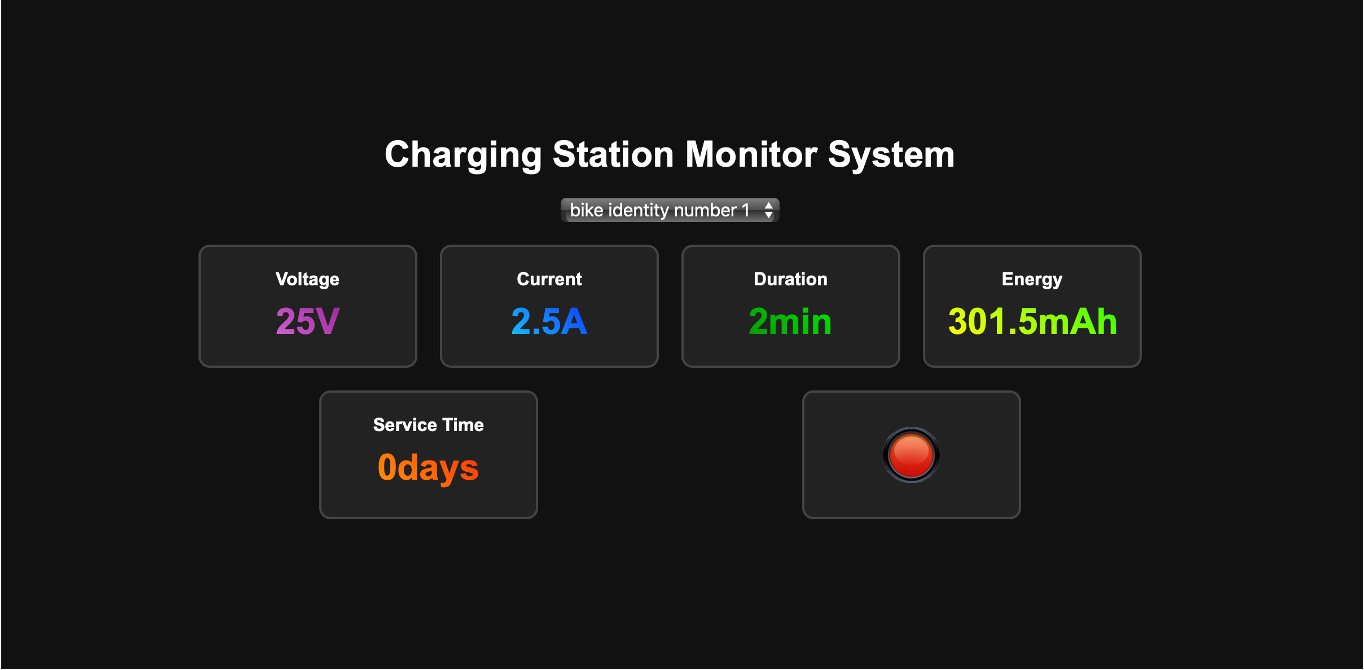 Charging Station Monitor System
bike identity number 1
Voltage
25V
Current
2.5A
Duration
2min
Energy
301.5mAh
Service Time
0days